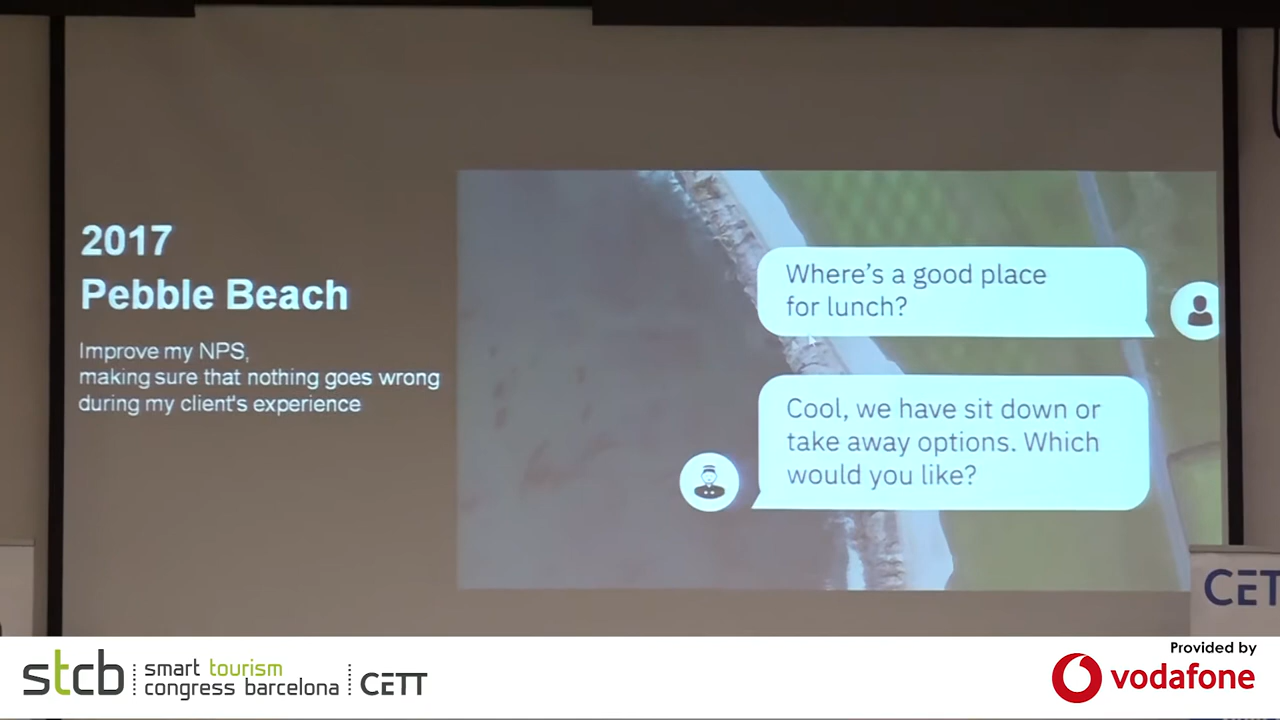 2017
Pebble Beach
Improve my NPS,
making sure that nothing goes wrong
during my client's experience
Where's a good place
for lunch?
Cool, we have sit down or
take away options. Which
would you like?
CET
stcb
smart tourism
congress barcelona
CETT
Provided by
vodafone